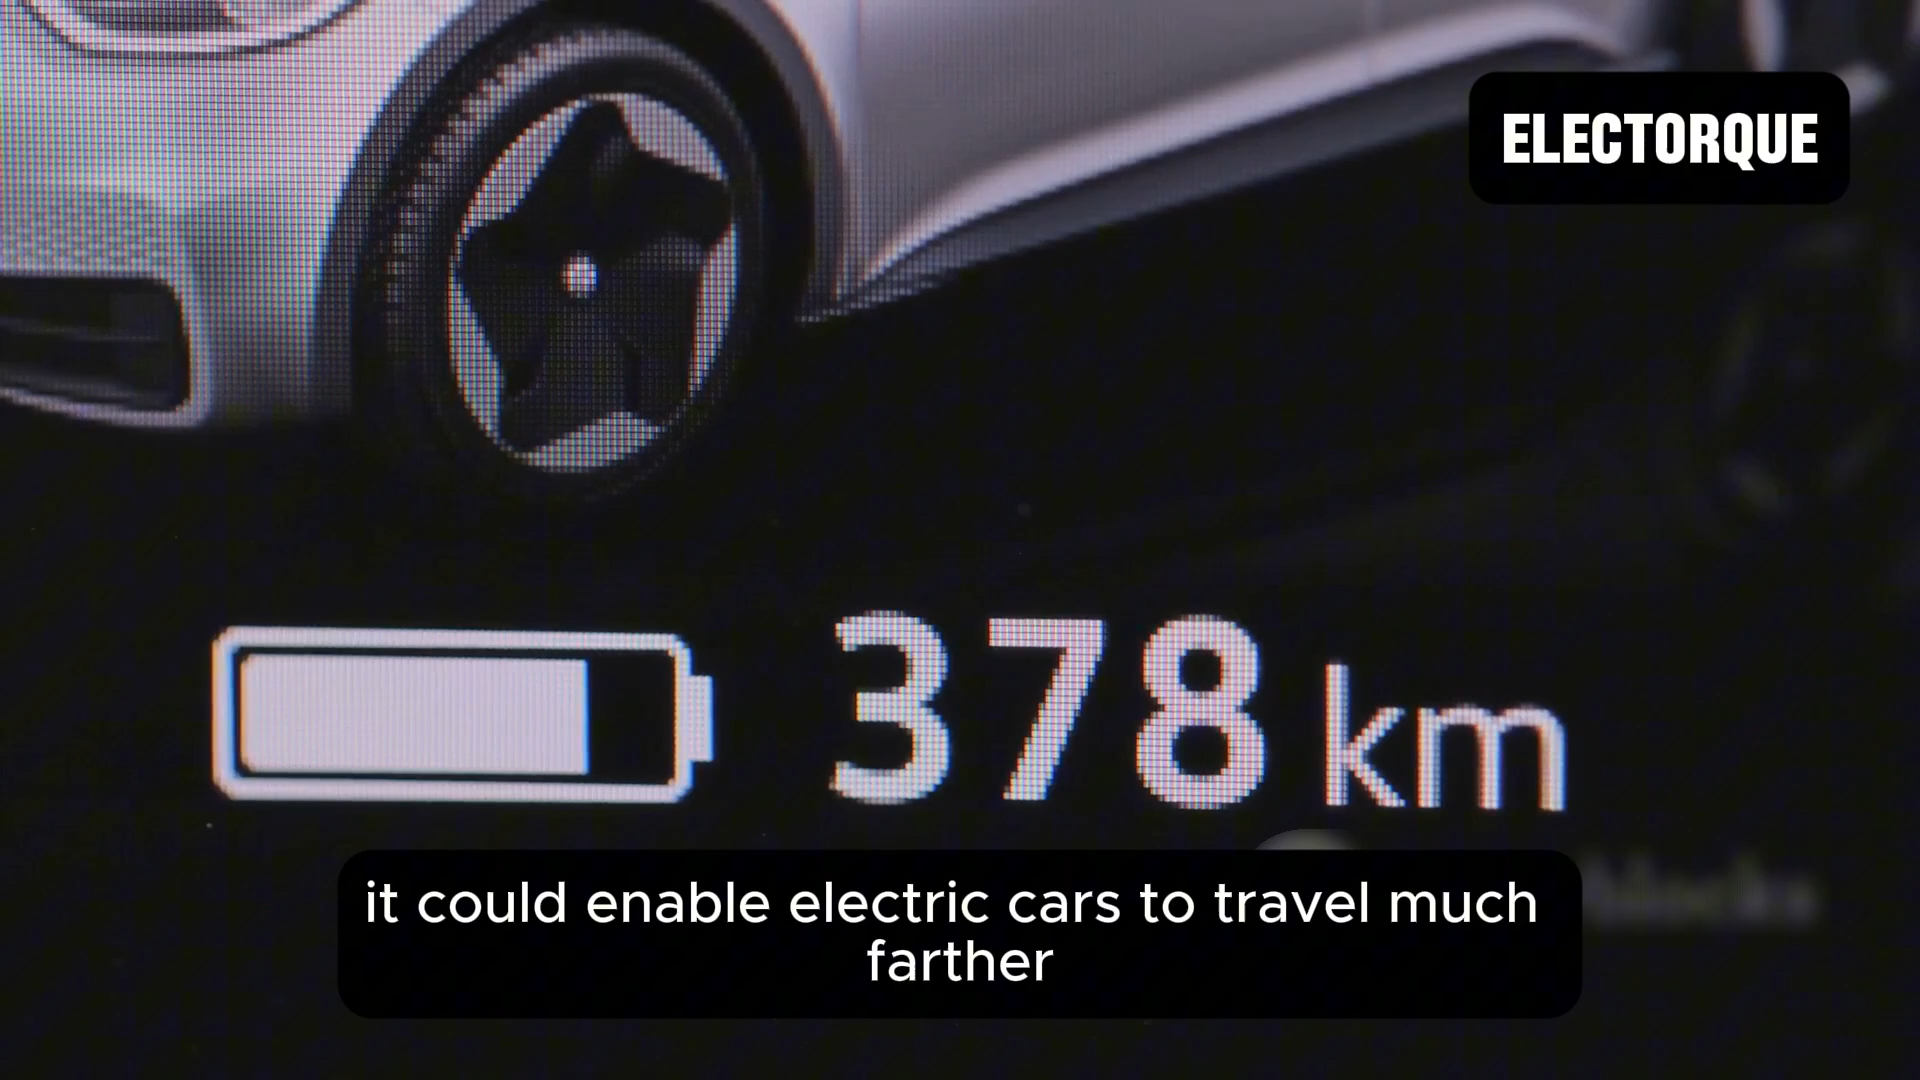 ELECTORQUE
378 km
it could enable electric cars to travel much
farther